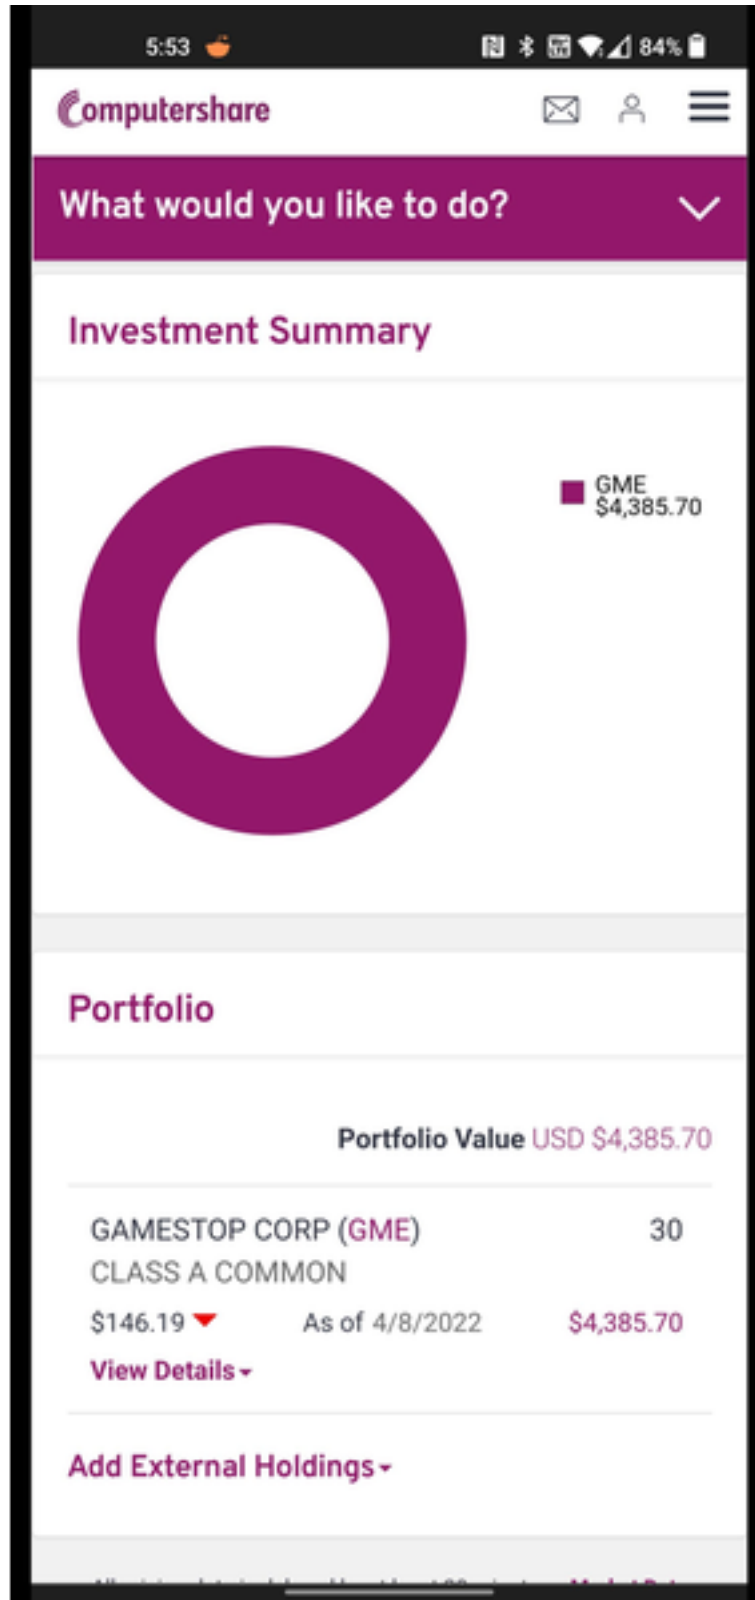 5:53 84%
Computershare
What would you like to do?
Investment Summary
GME
$4,385.70
Portfolio
Portfolio Value USD $4,385.70
GAMESTOP CORP (GME) 30
CLASS A COMMON
$146.19 As of 4/8/2022 $4,385.70
View Details
Add External Holdings